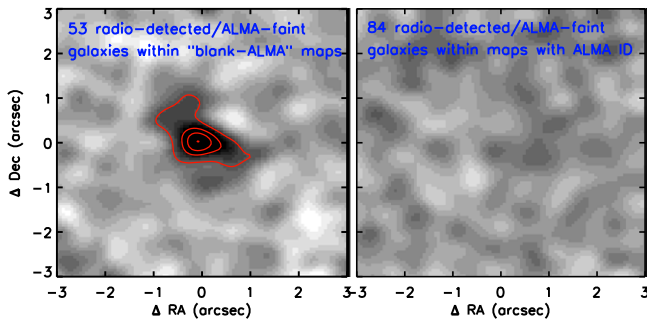 53 radio-detected/ALMA-faint
galaxies within "blank-ALMA" maps
84 radio-detected/ALMA-faint
galaxies within maps with ALMA ID
3
2
1
0
−1
−2
−3
Δ Dec (arcsec)
−3 −2 −1 0 1 2 3
−3 −2 −1 0 1 2 3
Δ RA (arcsec)
Δ RA (arcsec)